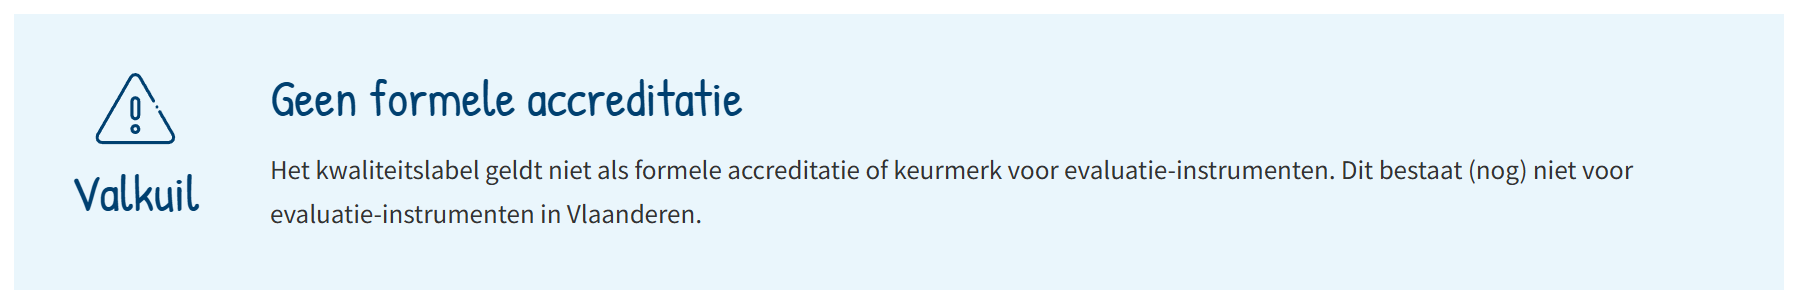 Valkuil
Geen formele accreditatie
Het kwaliteitslabel geldt niet als formele accreditatie of keurmerk voor evaluatie-instrumenten. Dit bestaat (nog) niet voor
evaluatie-instrumenten in Vlaanderen.